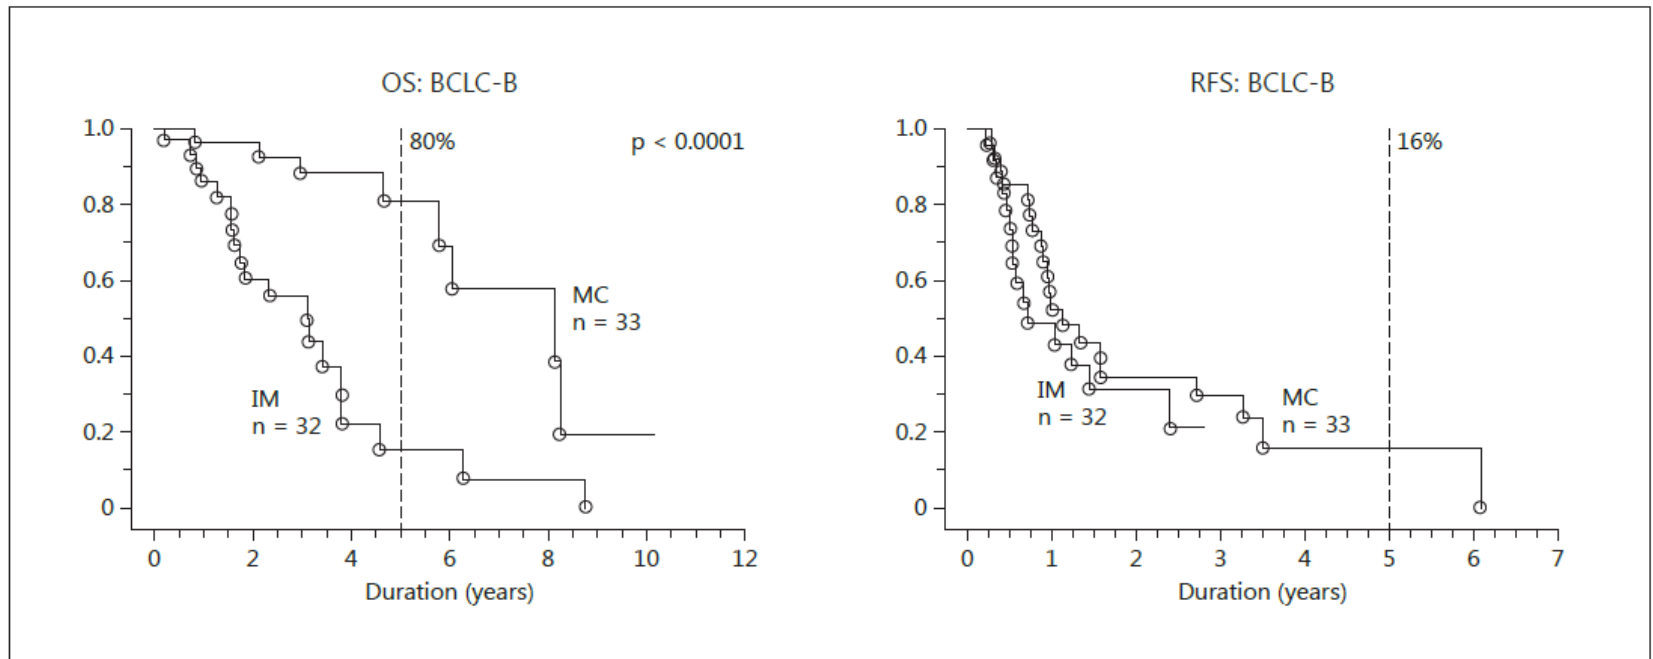 OS: BCLC-B
1.0
0.8
0.6
0.4
0.2
0
80%
p < 0.0001
MC
n = 33
IM
n = 32
0 2 4 6 8 10 12
Duration (years)
RFS: BCLC-B
1.0
0.8
0.6
0.4
0.2
0
16%
IM
n = 32
MC
n = 33
0 1 2 3 4 5 6 7
Duration (years)